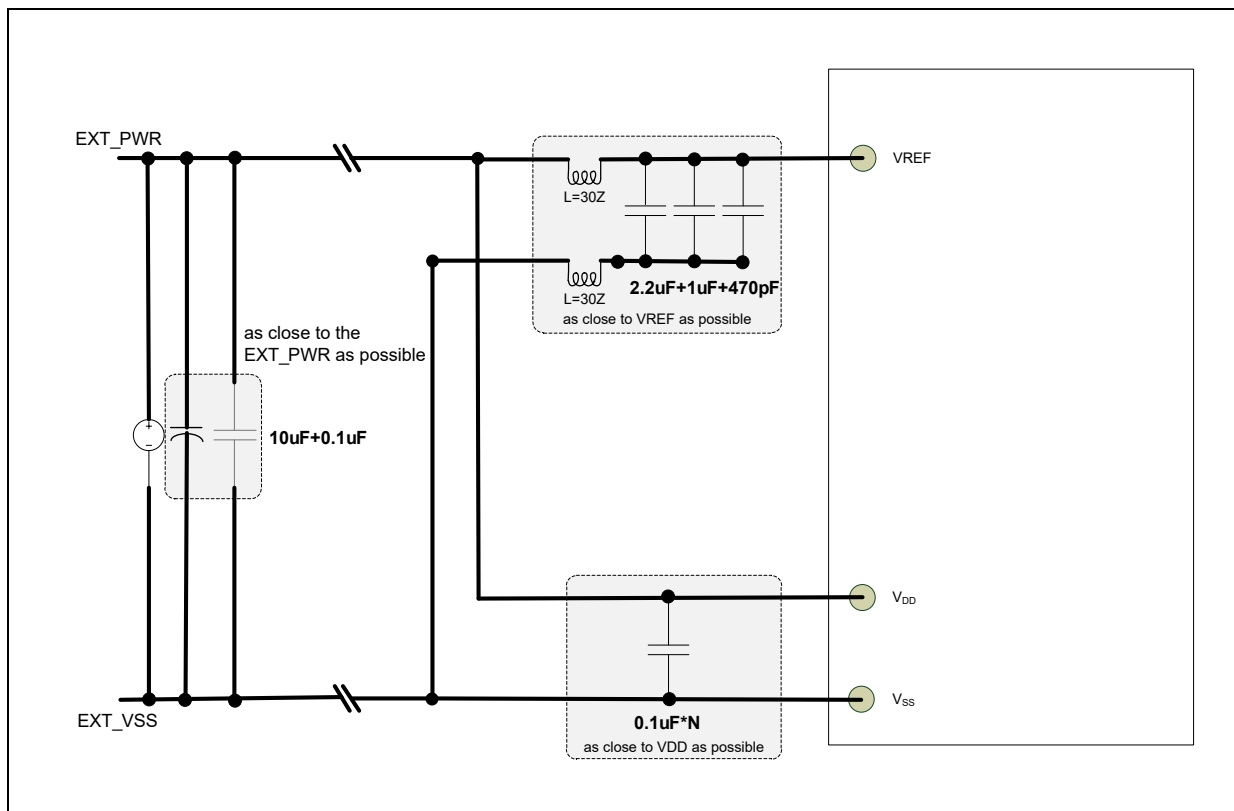 EXT_PWR
VREF
L=30Z
L=30Z
2.2uF+1uF+470pF
as close to VREF as possible
as close to the
EXT_PWR as possible
+
-
10uF+0.1uF
VDD
VSS
EXT_VSS
0.1uF*N
as close to VDD as possible